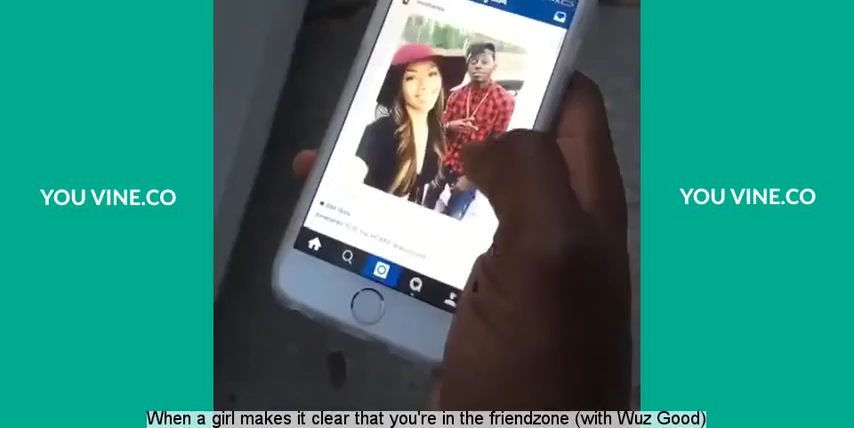 YOU VINE.CO
YOU VINE.CO
When a girl makes it clear that you're in the friendzone (with Wuz Good)